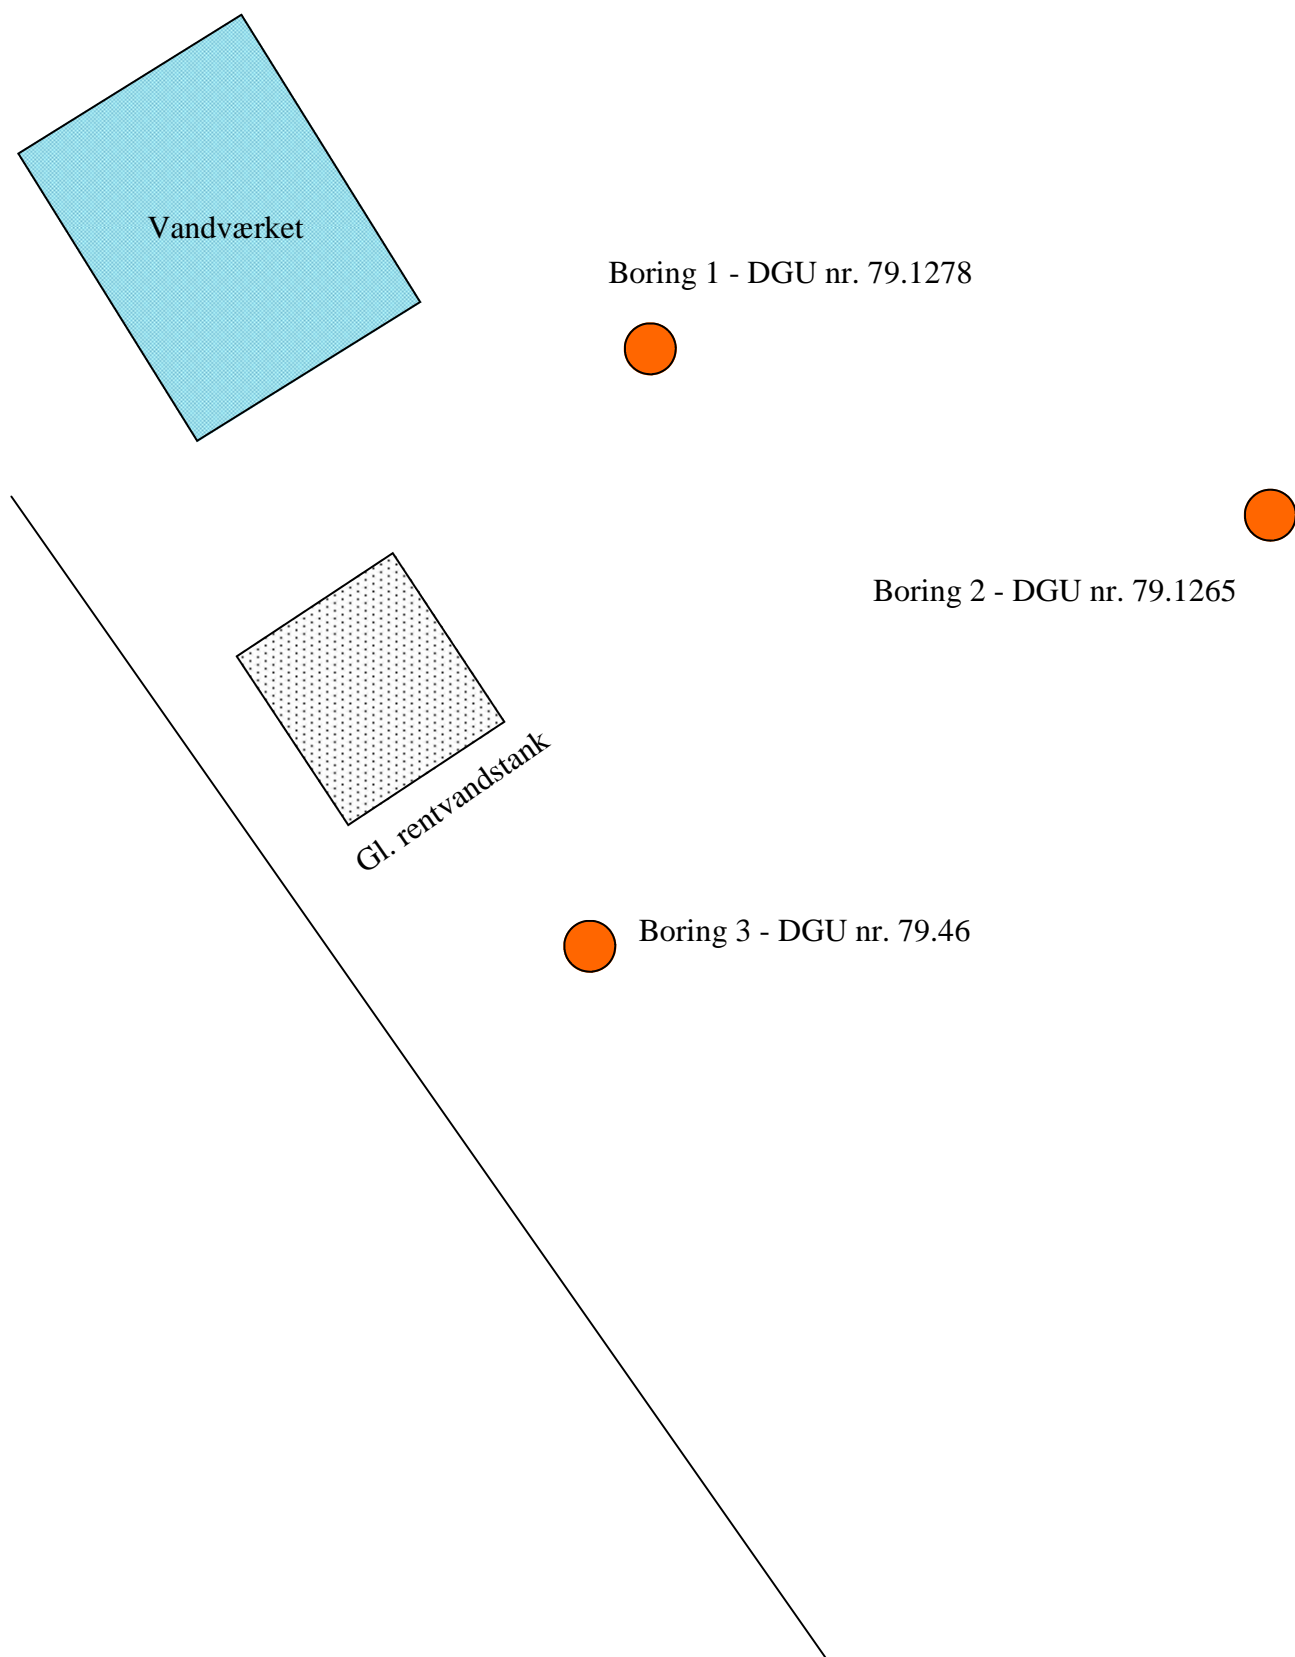 Vandværket
Boring 1 - DGU nr. 79.1278
Boring 2 - DGU nr. 79.1265
Gl. rentvandstank
Boring 3 - DGU nr. 79.46